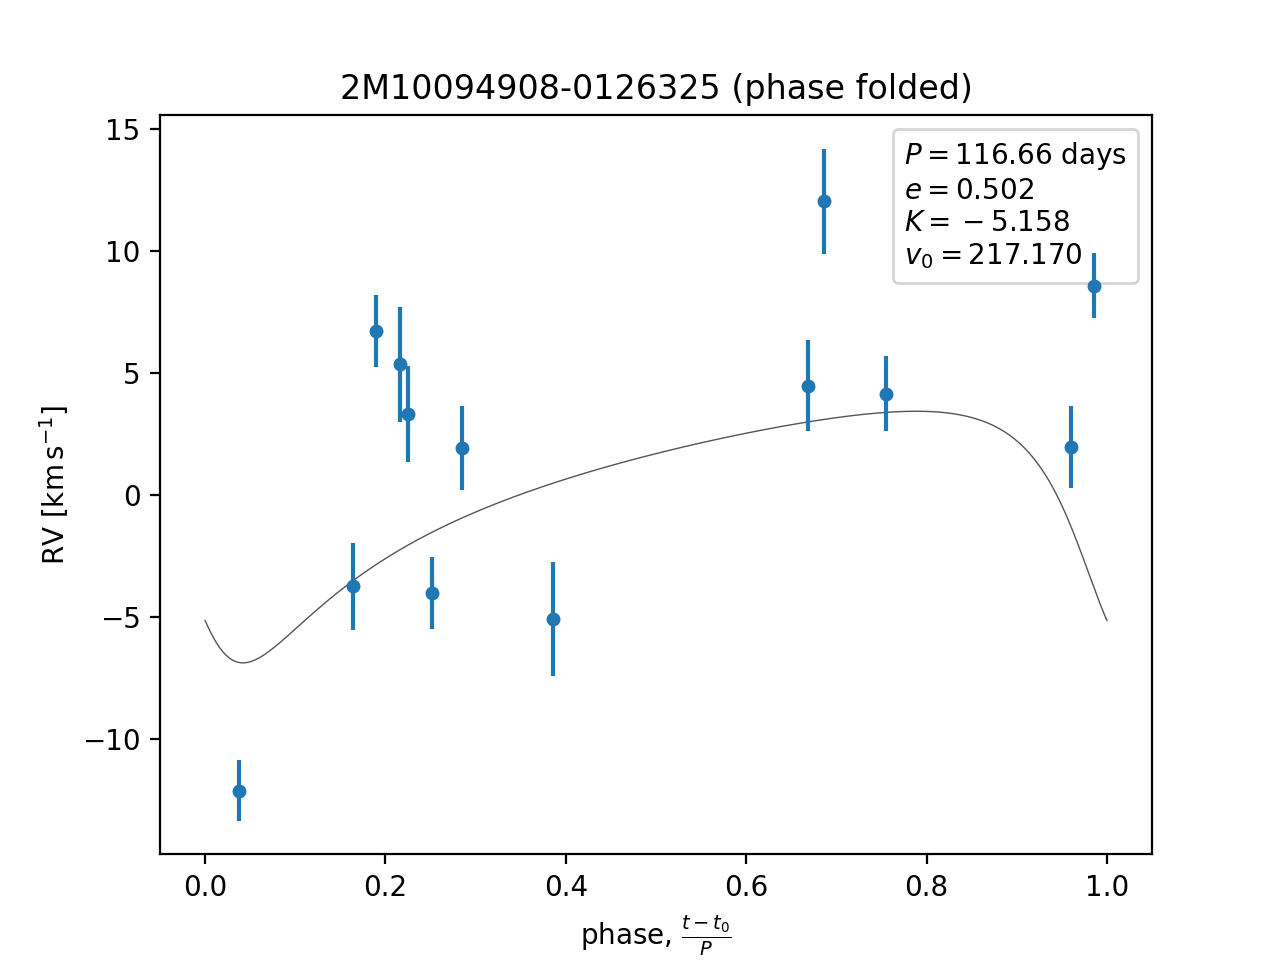 2M10094908-0126325 (phase folded)
P = 116.66 days
e = 0.502
K = −5.158
v₀ = 217.170
RV [km s⁻¹]
15
10
5
0
−5
−10
0.0 0.2 0.4 0.6 0.8 1.0
phase, (t − t₀)/P